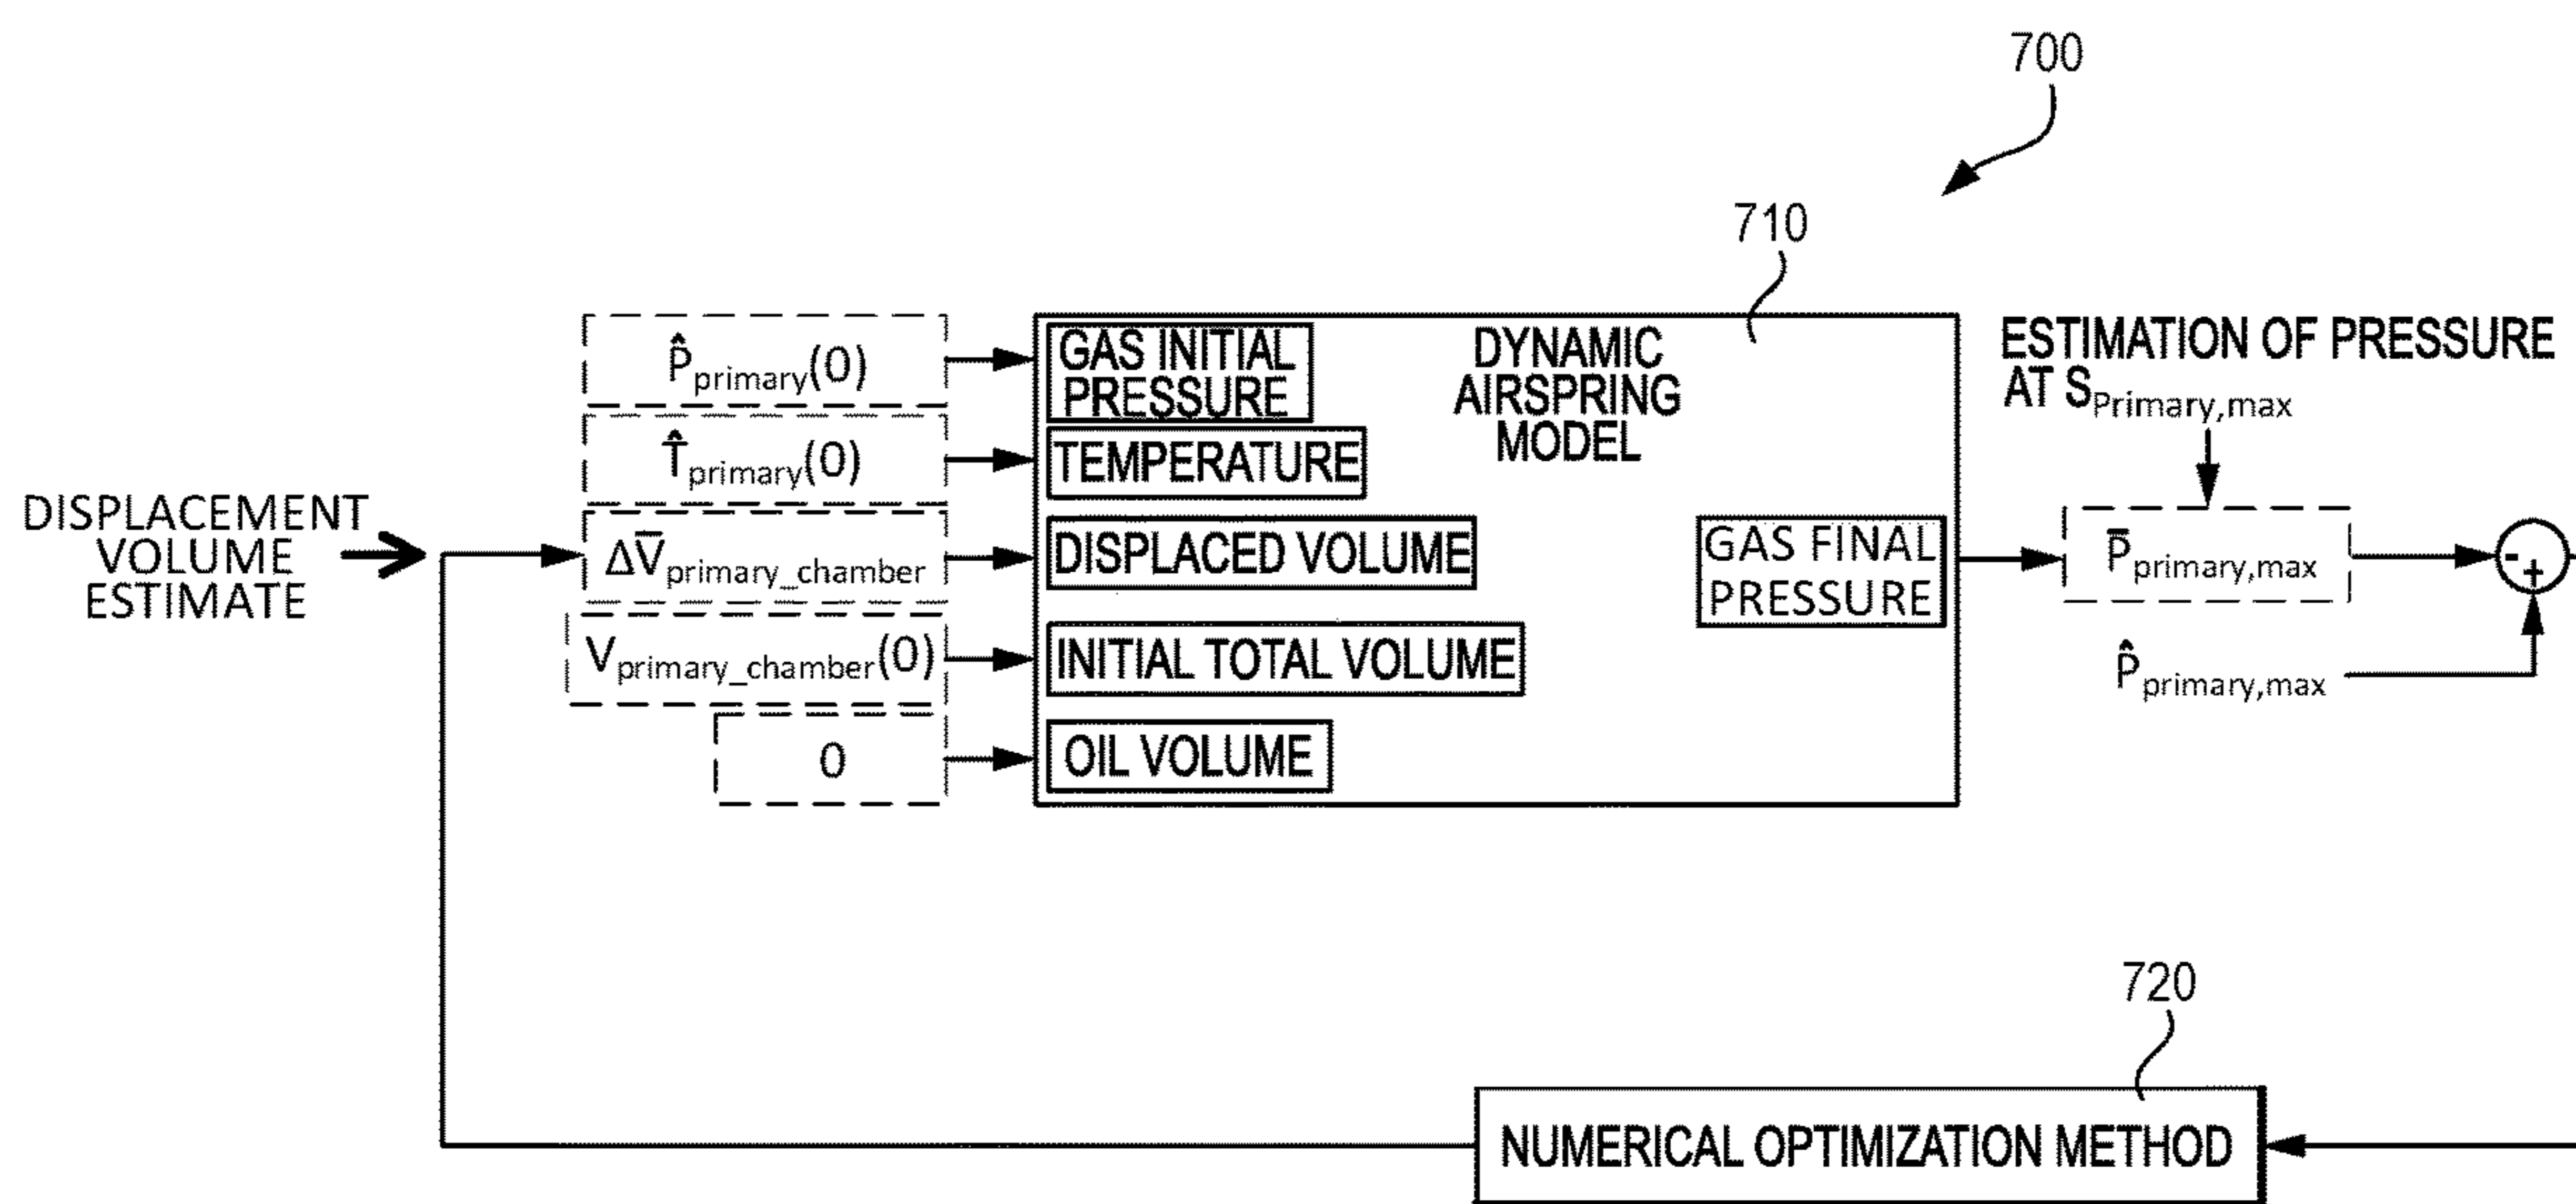 700
710
P̂primary(0)
GAS INITIAL
PRESSURE
DYNAMIC
AIRSPRING
MODEL
ESTIMATION OF PRESSURE
AT SPrimary,max
T̂primary(0)
TEMPERATURE
DISPLACEMENT
VOLUME
ESTIMATE
ΔV̄primary_chamber
DISPLACED VOLUME
GAS FINAL
PRESSURE
P̄primary,max
-
+
Vprimary_chamber(0)
INITIAL TOTAL VOLUME
P̂primary,max
0
OIL VOLUME
720
NUMERICAL OPTIMIZATION METHOD